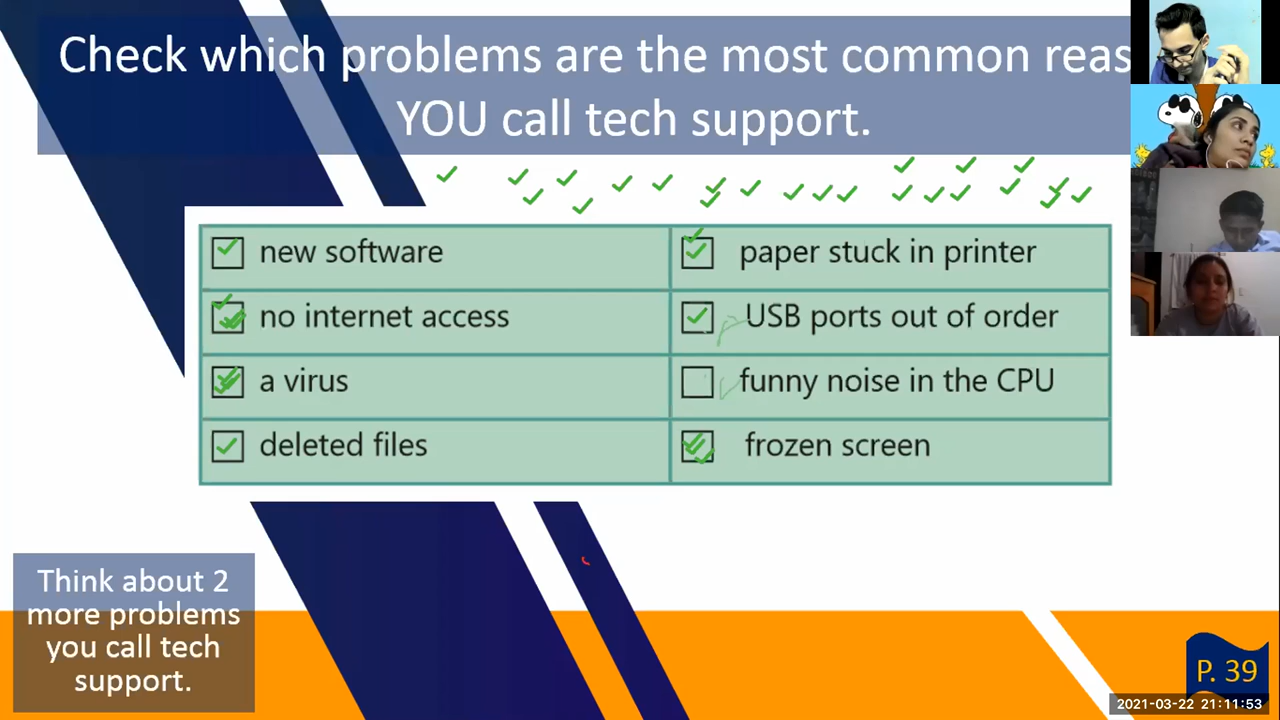 Check which problems are the most common reas
YOU call tech support.
new software
paper stuck in printer
no internet access
USB ports out of order
a virus
funny noise in the CPU
deleted files
frozen screen
Think about 2
more problems
you call tech
support.
P. 39
2021-03-22 21:11:53